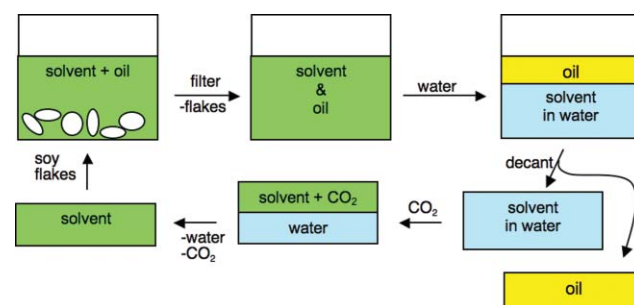 solvent + oil
filter
-flakes
solvent
&
oil
water
oil
solvent
in water
decant
solvent
in water
oil
CO₂
solvent + CO₂
water
-water
-CO₂
solvent
soy
flakes